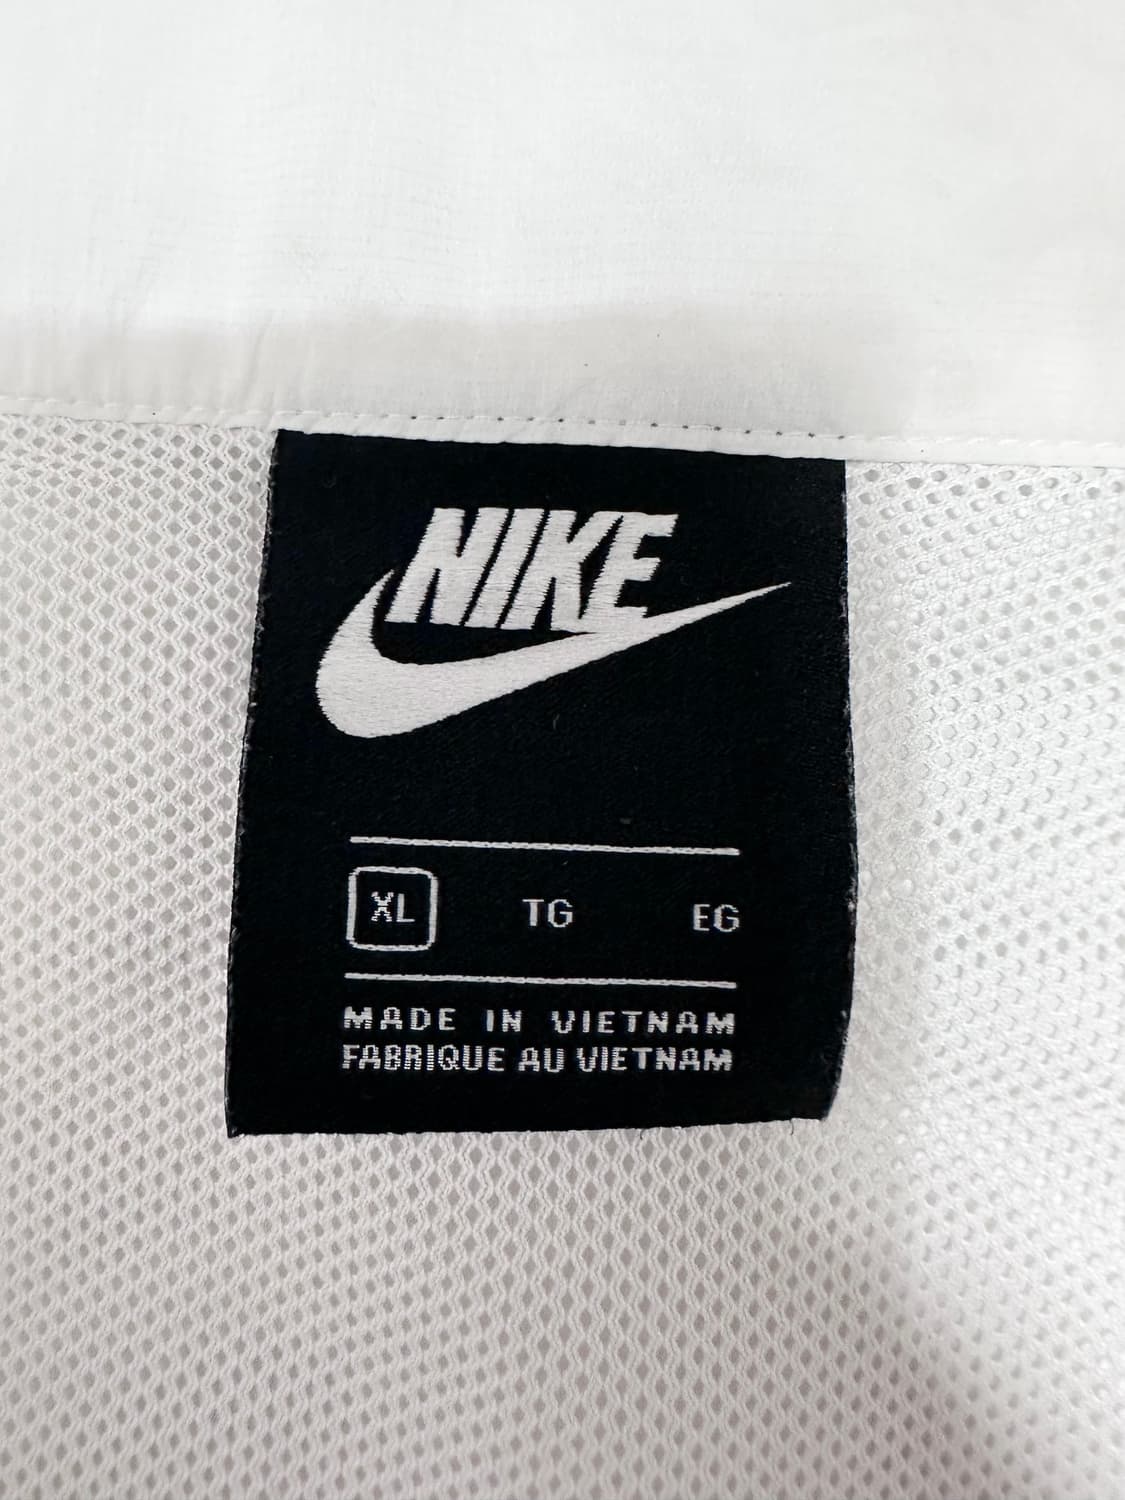 NIKE
XL TG EG
MADE IN VIETNAM
FABRIQUE AU VIETNAM